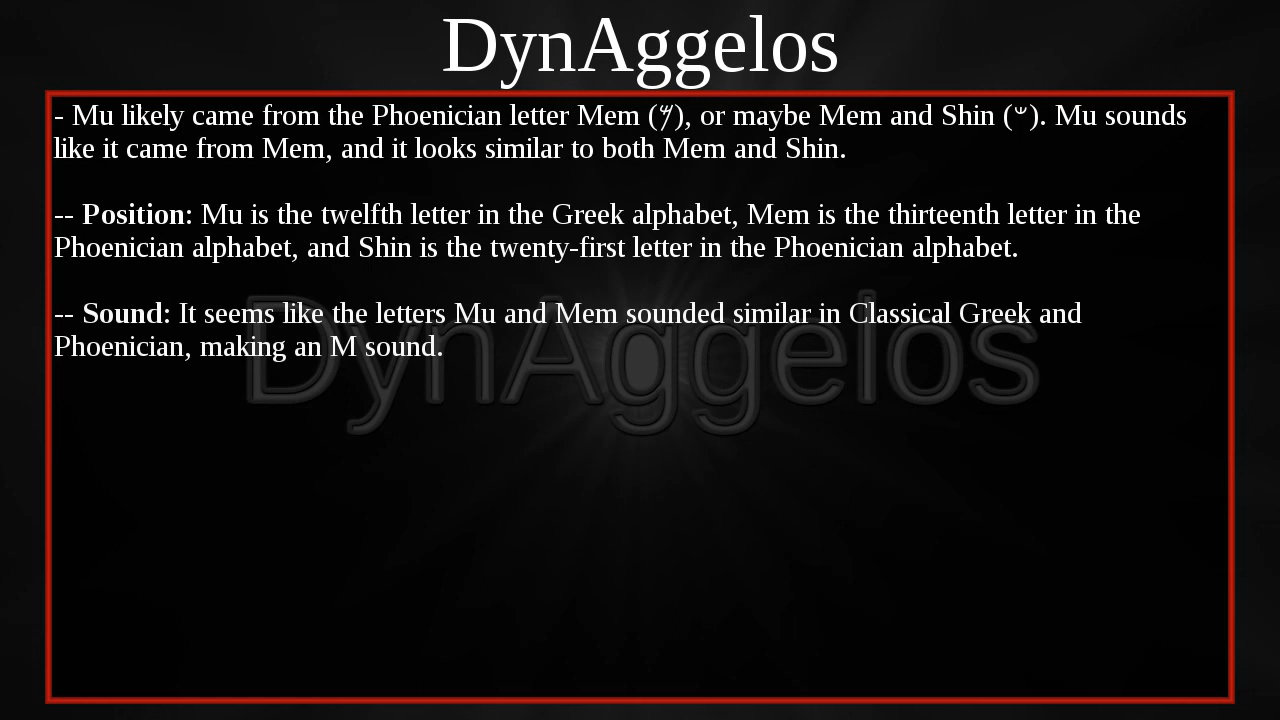 DynAggelos
- Mu likely came from the Phoenician letter Mem (𐤌), or maybe Mem and Shin (𐤔). Mu sounds
like it came from Mem, and it looks similar to both Mem and Shin.
-- Position: Mu is the twelfth letter in the Greek alphabet, Mem is the thirteenth letter in the
Phoenician alphabet, and Shin is the twenty-first letter in the Phoenician alphabet.
-- Sound: It seems like the letters Mu and Mem sounded similar in Classical Greek and
Phoenician, making an M sound.
DynAggelos